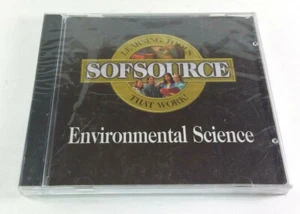 LEARNING TOOLS
SOFSOURCE
THAT WORK!
Environmental Science